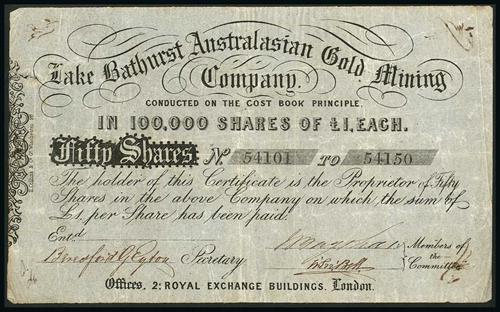 Lake Bathurst Australasian Gold Mining
Company.
CONDUCTED ON THE COST BOOK PRINCIPLE,
IN 100,000 SHARES OF £1, EACH.
Fifty Shares. No. 54101 TO 54150
The holder of this Certificate is the Proprietor of Fifty
Shares in the above Company on which the sum of
£1, per Share has been paid.
Entd.
Secretary
Members of
the
Committee
Offices, 2, ROYAL EXCHANGE BUILDINGS, London.